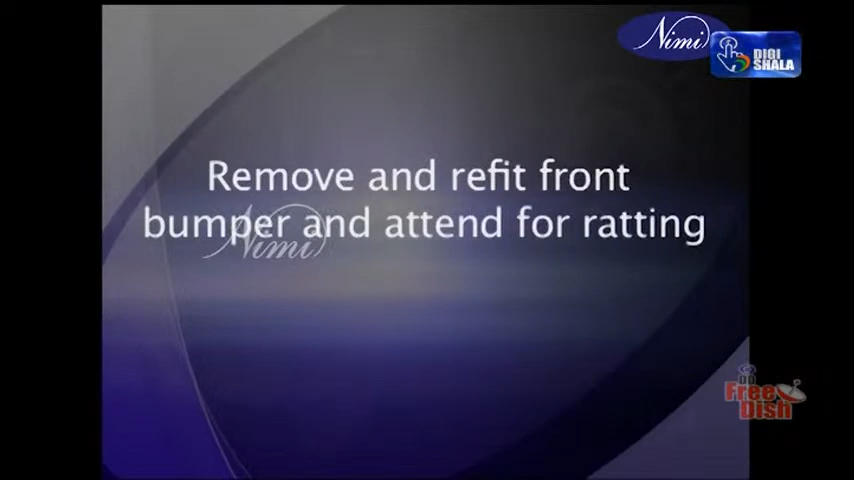 Nimi
DIGI
SHALA
Remove and refit front
bumper and attend for ratting
Nimi
DD
Free
Dish